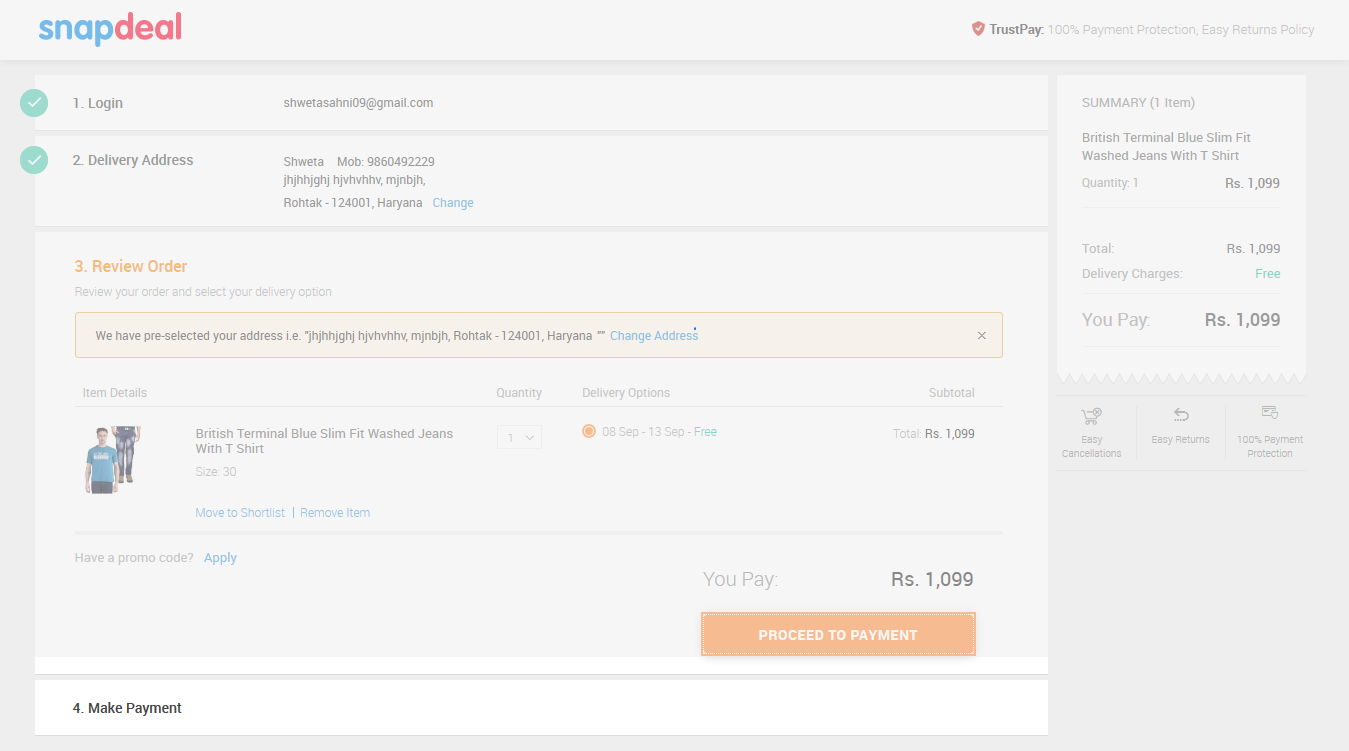 snapdeal
TrustPay: 100% Payment Protection, Easy Returns Policy
1. Login
shwetasahni09@gmail.com
2. Delivery Address
Shweta Mob: 9860492229
jhjhhjghj hjvhvhhv, mjnbjh,
Rohtak - 124001, Haryana Change
3. Review Order
Review your order and select your delivery option
We have pre-selected your address i.e. "jhjhhjghj hjvhvhhv, mjnbjh, Rohtak - 124001, Haryana "" Change Address ×
Item Details Quantity Delivery Options Subtotal
British Terminal Blue Slim Fit Washed Jeans
With T Shirt
Size: 30
1
08 Sep - 13 Sep - Free
Total: Rs. 1,099
Move to Shortlist | Remove Item
Have a promo code? Apply
You Pay: Rs. 1,099
PROCEED TO PAYMENT
4. Make Payment
SUMMARY (1 Item)
British Terminal Blue Slim Fit
Washed Jeans With T Shirt
Quantity: 1 Rs. 1,099
Total: Rs. 1,099
Delivery Charges: Free
You Pay: Rs. 1,099
Easy
Cancellations
Easy Returns
100% Payment
Protection